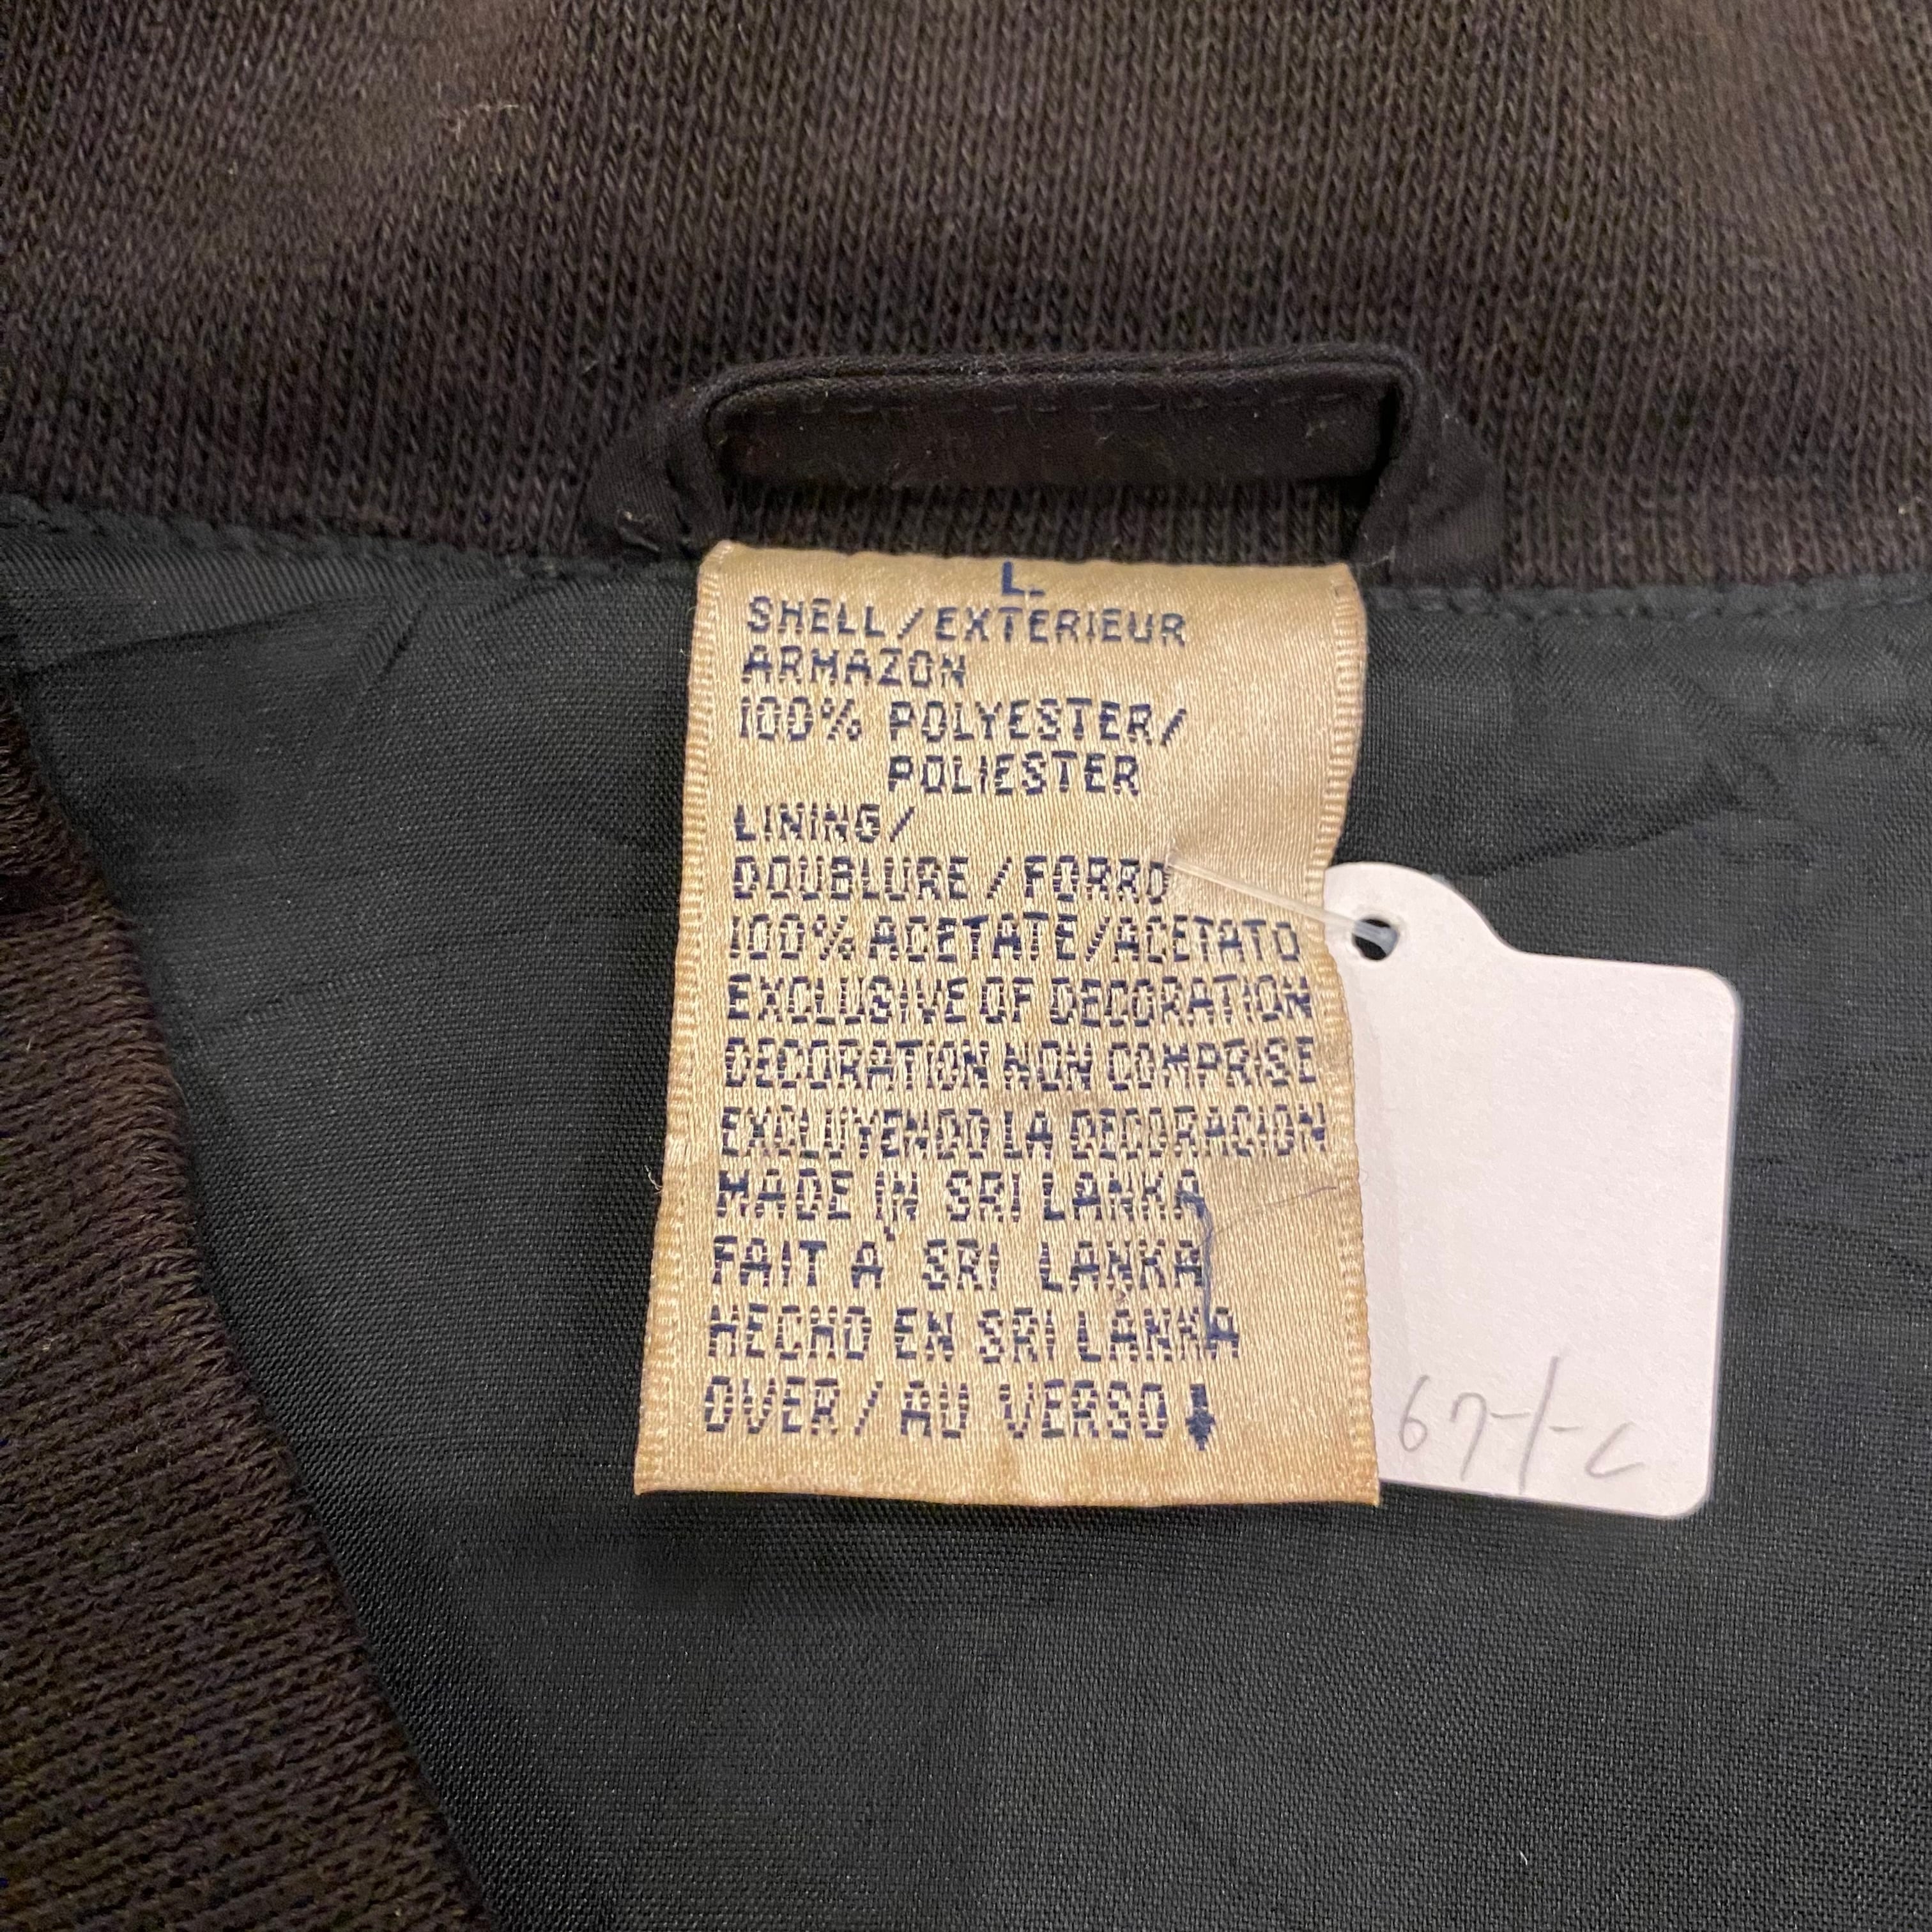 L.
SHELL/EXTERIEUR
ARMAZON
100% POLYESTER/
POLIESTER
LINING/
DOUBLURE/FORRO
100% ACETATE/ACETATO
EXCLUSIVE OF DECORATION
DECORATION NON COMPRISE
EXCLUYENDO LA DECORACION
MADE IN SRI LANKA
FAIT A' SRI LANKA
HECHO EN SRI LANKA
OVER/ AU VERSO